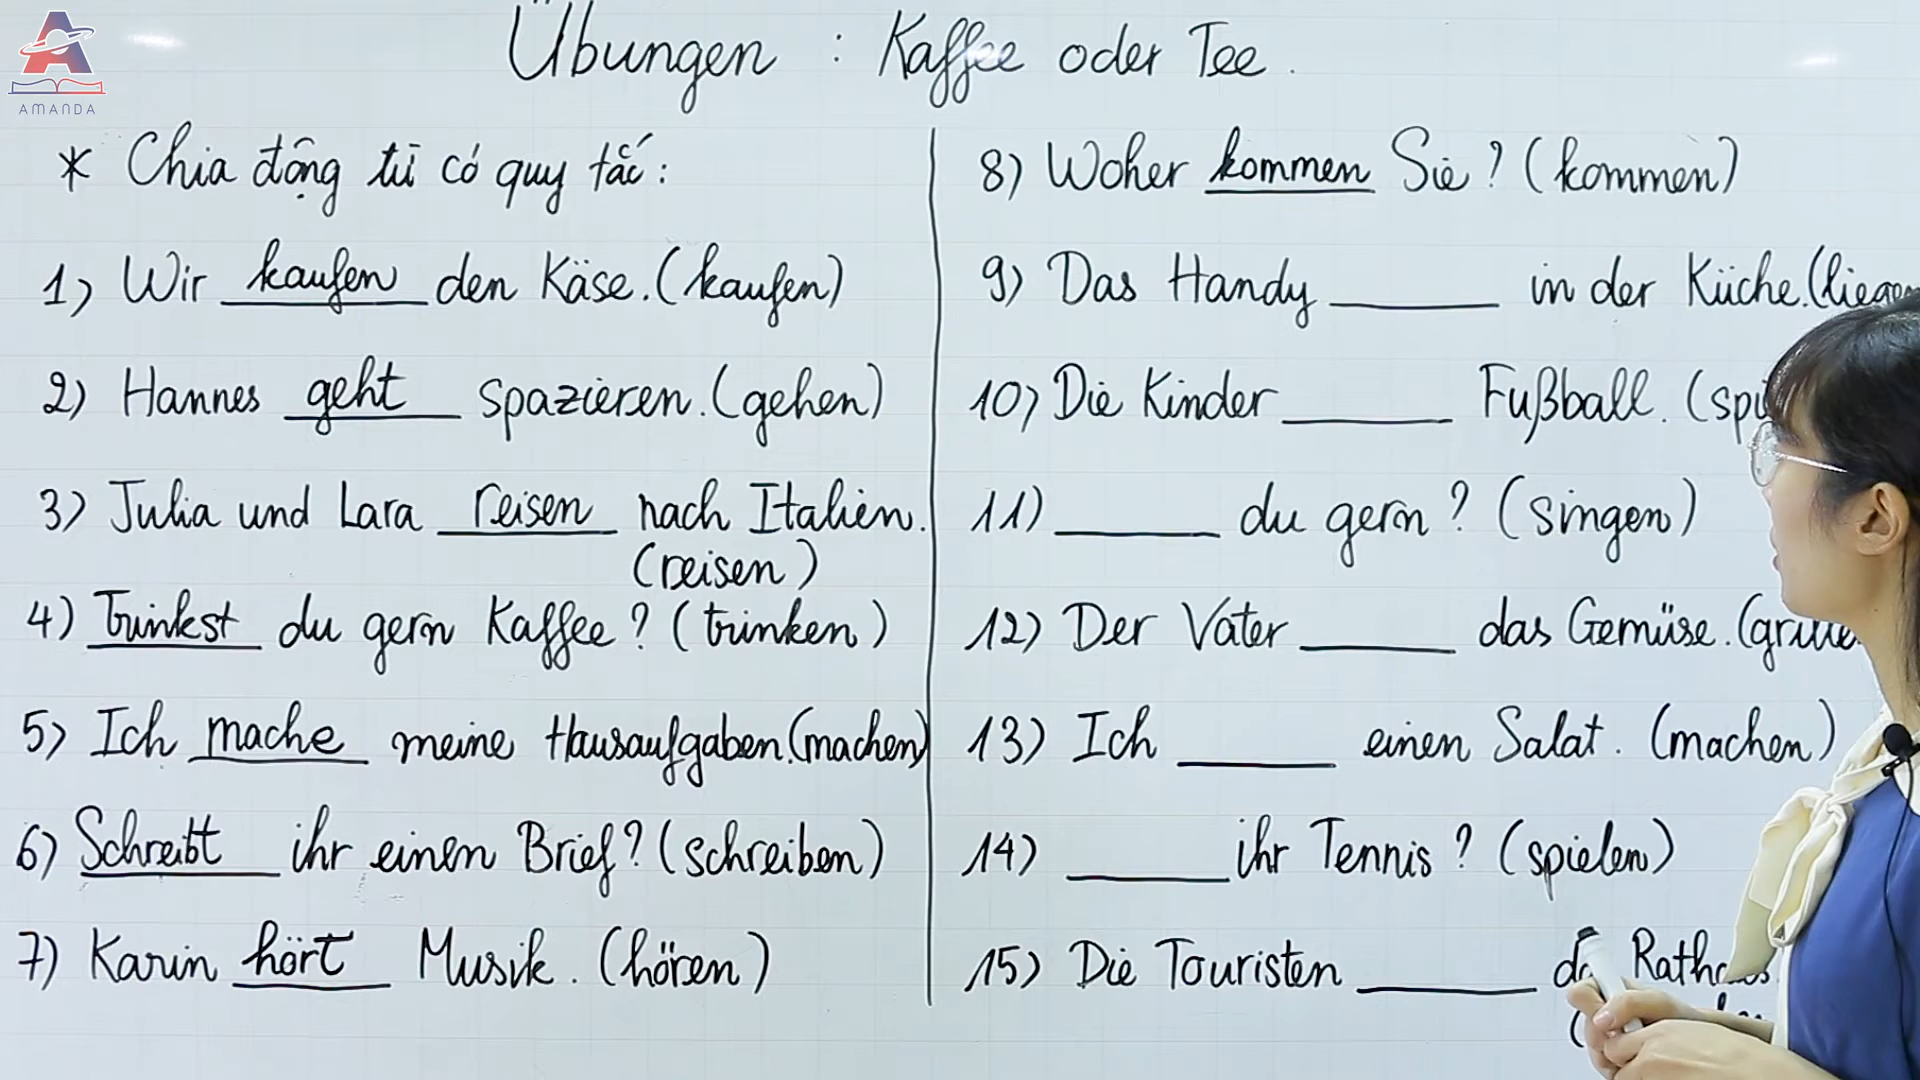 AMANDA
Übungen : Kaffee oder Tee.
* Chia động từ có quy tắc:
1) Wir kaufen den Käse. (kaufen)
2) Hannes geht spazieren. (gehen)
3) Julia und Lara reisen nach Italien.
(reisen)
4) Trinkst du gern Kaffee? (trinken)
5) Ich mache meine Hausaufgaben. (machen)
6) Schreibt ihr einen Brief? (schreiben)
7) Karin hört Musik. (hören)
8) Woher kommen Sie? (kommen)
9) Das Handy ______ in der Küche. (liegen
10) Die Kinder ______ Fußball. (spi
11) ______ du gern? (singen)
12) Der Vater ______ das Gemüse. (grille
13) Ich ______ einen Salat. (machen)
14) ______ ihr Tennis? (spielen)
15) Die Touristen ______ Rathaus